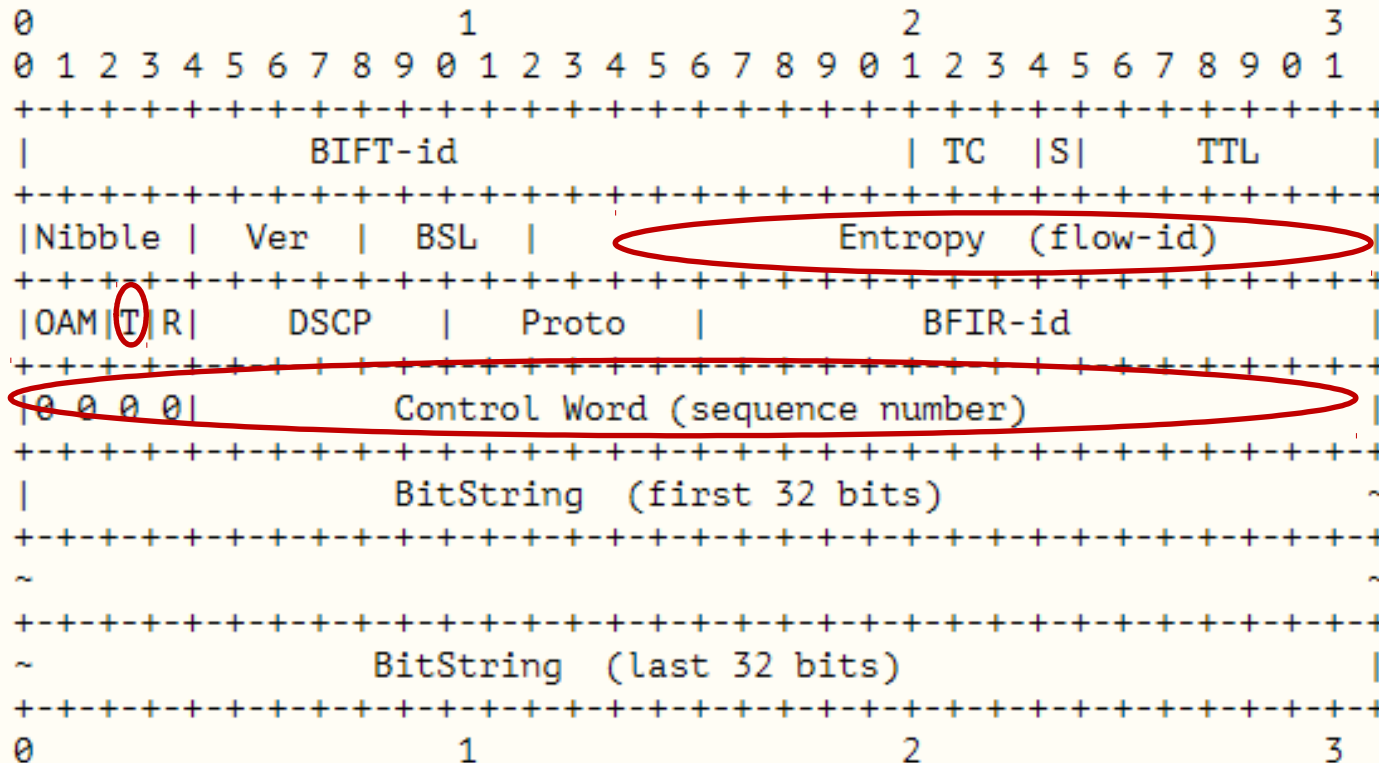 0                   1                   2                   3
0 1 2 3 4 5 6 7 8 9 0 1 2 3 4 5 6 7 8 9 0 1 2 3 4 5 6 7 8 9 0 1
+-+-+-+-+-+-+-+-+-+-+-+-+-+-+-+-+-+-+-+-+-+-+-+-+-+-+-+-+-+-+-+-+
|             BIFT-id                     | TC  |S|     TTL     |
+-+-+-+-+-+-+-+-+-+-+-+-+-+-+-+-+-+-+-+-+-+-+-+-+-+-+-+-+-+-+-+-+
|Nibble |  Ver  |  BSL  |              Entropy  (flow-id)       |
+-+-+-+-+-+-+-+-+-+-+-+-+-+-+-+-+-+-+-+-+-+-+-+-+-+-+-+-+-+-+-+-+
|OAM|T|R|    DSCP   |   Proto   |          BFIR-id              |
+-+-+-+-+-+-+-+-+-+-+-+-+-+-+-+-+-+-+-+-+-+-+-+-+-+-+-+-+-+-+-+-+
|0 0 0 0|         Control Word (sequence number)                |
+-+-+-+-+-+-+-+-+-+-+-+-+-+-+-+-+-+-+-+-+-+-+-+-+-+-+-+-+-+-+-+-+
|                 BitString  (first 32 bits)                    ~
+-+-+-+-+-+-+-+-+-+-+-+-+-+-+-+-+-+-+-+-+-+-+-+-+-+-+-+-+-+-+-+-+
~                                                               ~
+-+-+-+-+-+-+-+-+-+-+-+-+-+-+-+-+-+-+-+-+-+-+-+-+-+-+-+-+-+-+-+-+
~                BitString  (last 32 bits)                      |
+-+-+-+-+-+-+-+-+-+-+-+-+-+-+-+-+-+-+-+-+-+-+-+-+-+-+-+-+-+-+-+-+
0                   1                   2                   3